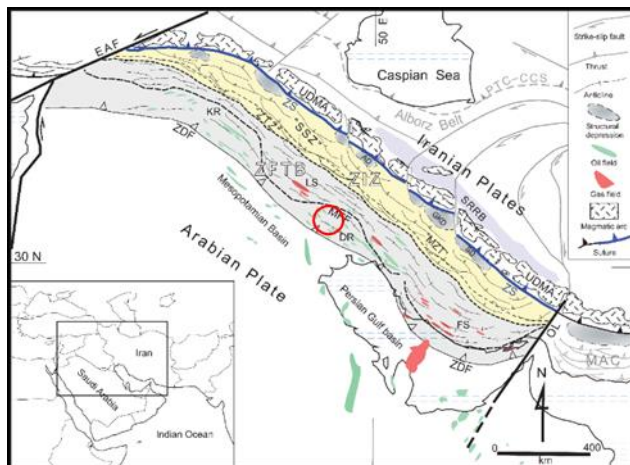 50 E
Strike-slip fault
EAF
Thrust
Caspian Sea
UDMA
PTC-CCS
ZS
Anticline
Alborz Belt
KR
SSZ
Structural depression
ZTZ
ZDF
Iranian Plates
Oil field
ZFTB
LS
ZIZ
SRRB
Gas field
Mesopotamian Basin
MFF
DR
MZT
Magmatic arc
30 N
Arabian Plate
UDMA
Suture
ZS
Persian Gulf basin
FS
Iran
ZDF
MAC
N
Saudi Arabia
Indian Ocean
0 400
km